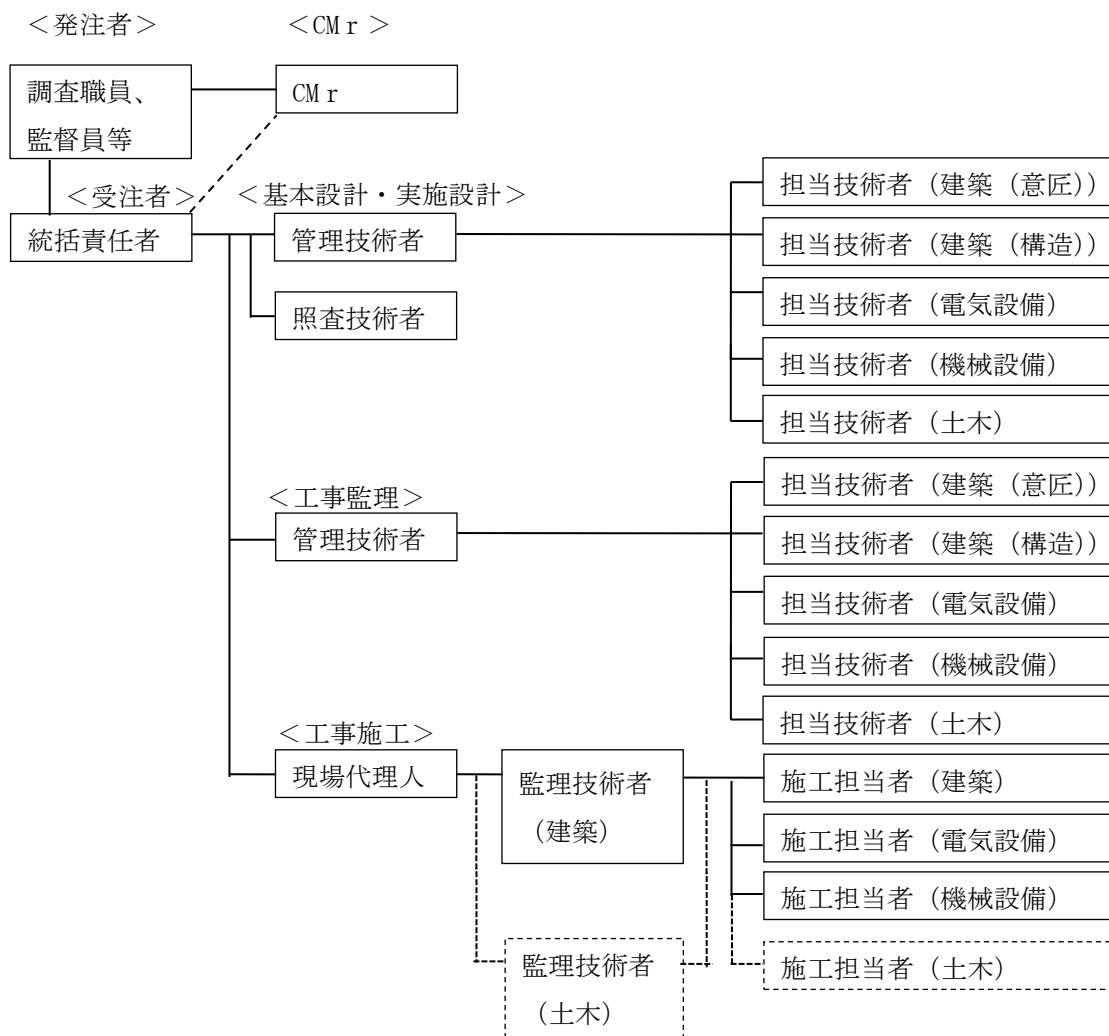 ＜発注者＞
＜CMｒ＞
調査職員、
監督員等
CMｒ
＜受注者＞
＜基本設計・実施設計＞
統括責任者
管理技術者
照査技術者
担当技術者（建築（意匠））
担当技術者（建築（構造））
担当技術者（電気設備）
担当技術者（機械設備）
担当技術者（土木）
＜工事監理＞
管理技術者
担当技術者（建築（意匠））
担当技術者（建築（構造））
担当技術者（電気設備）
担当技術者（機械設備）
担当技術者（土木）
＜工事施工＞
現場代理人
監理技術者
（建築）
監理技術者
（土木）
施工担当者（建築）
施工担当者（電気設備）
施工担当者（機械設備）
施工担当者（土木）